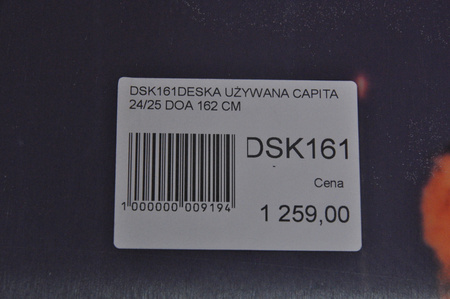 DSK161DESKA UŻYWANA CAPITA
24/25 DOA 162 CM
DSK161
Cena
1 259,00
1 000000 009194